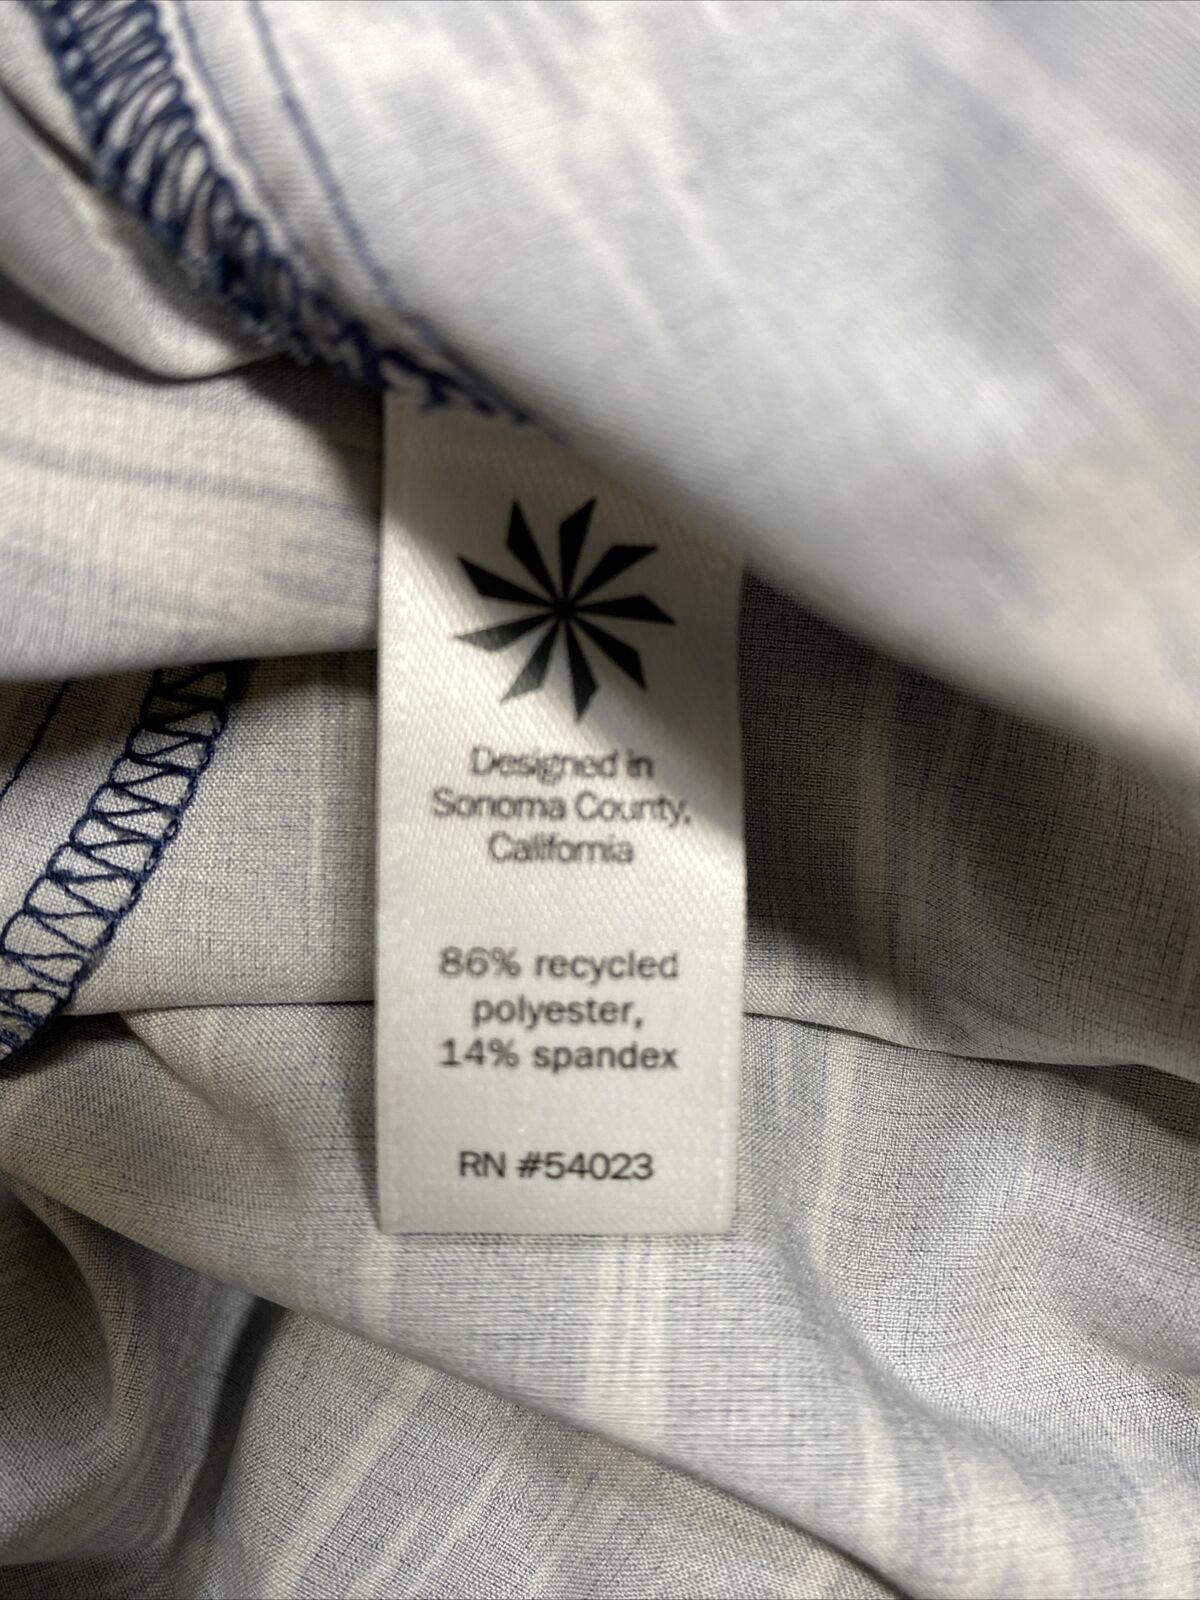 Designed in
Sonoma County,
California
86% recycled
polyester,
14% spandex
RN #54023